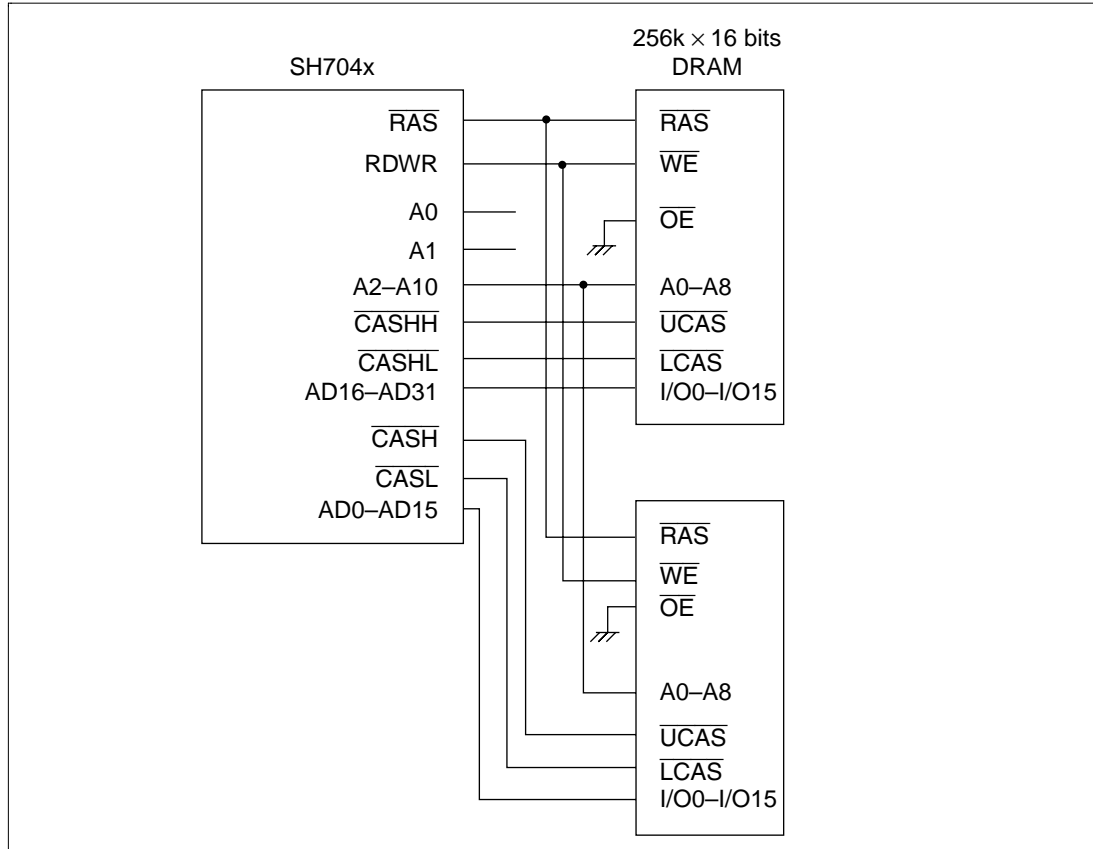 256k × 16 bits
DRAM
SH704x
RAS
RDWR
A0
A1
A2–A10
CASHH
CASHL
AD16–AD31
CASH
CASL
AD0–AD15
RAS
WE
OE
A0–A8
UCAS
LCAS
I/O0–I/O15
RAS
WE
OE
A0–A8
UCAS
LCAS
I/O0–I/O15